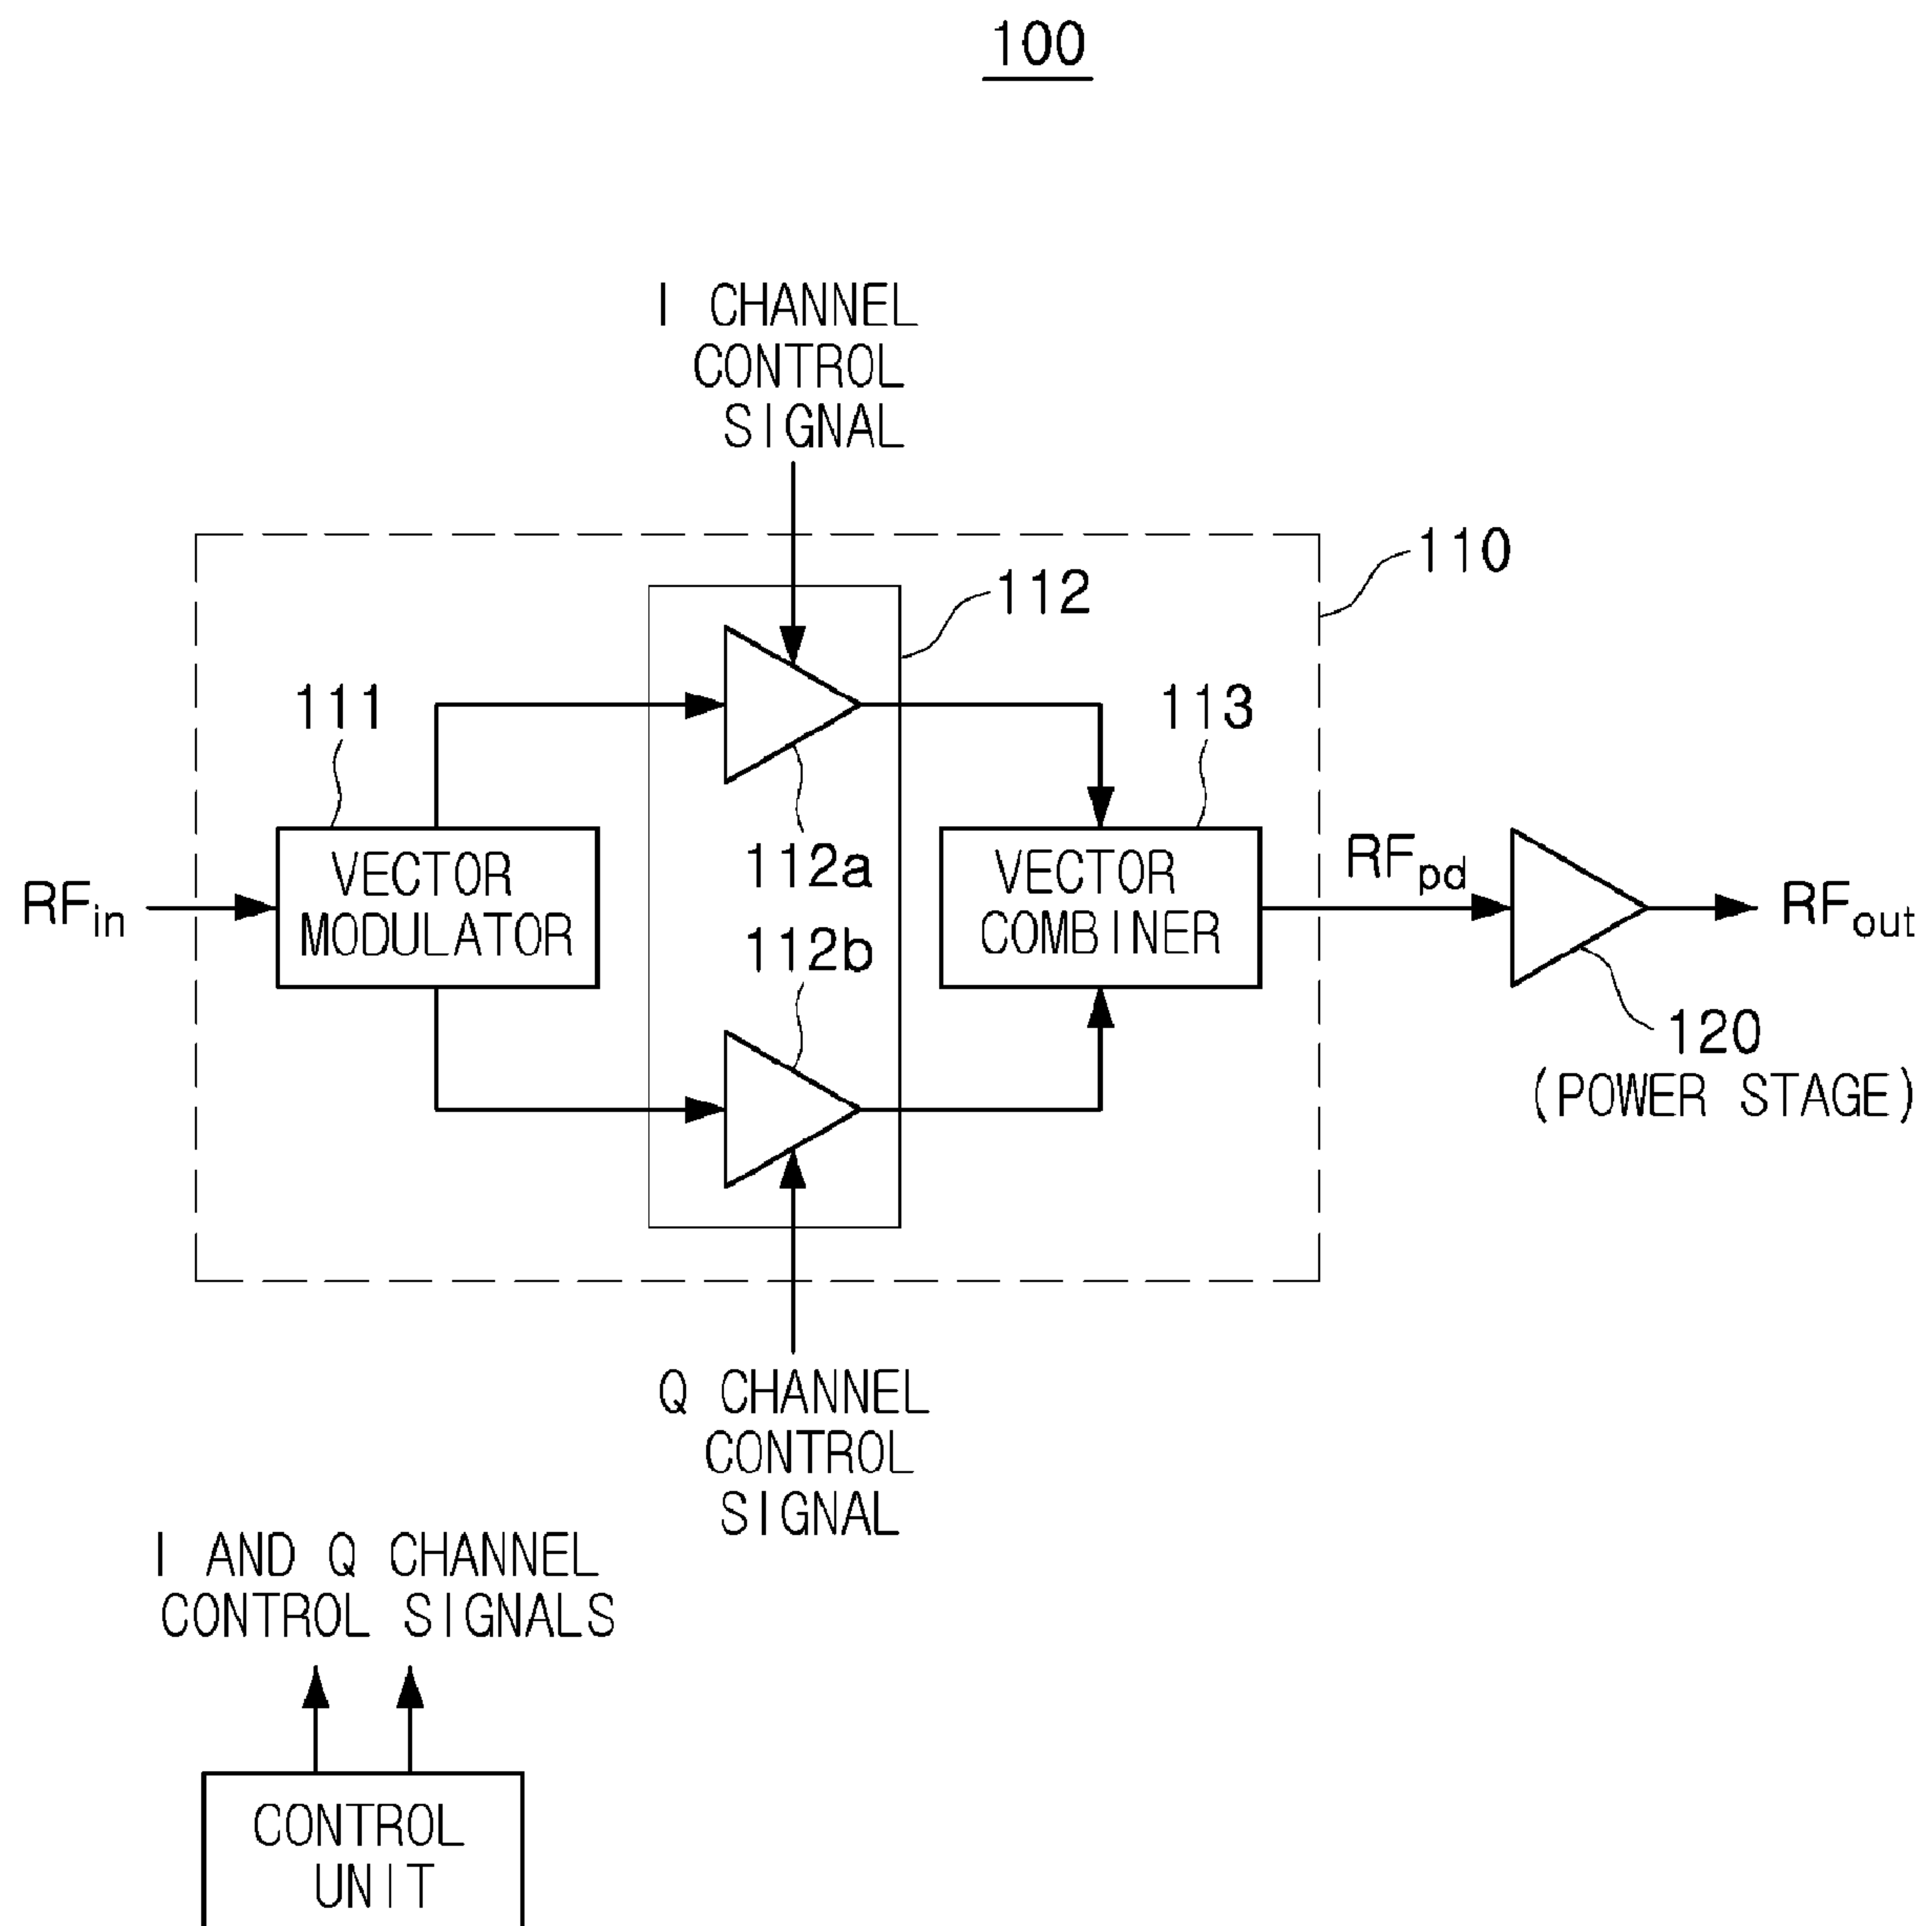 100
I CHANNEL
CONTROL
SIGNAL
110
112
111
113
112a
VECTOR
MODULATOR
VECTOR
COMBINER
RFpd
RFin
RFout
112b
120
(POWER STAGE)
Q CHANNEL
CONTROL
SIGNAL
I AND Q CHANNEL
CONTROL SIGNALS
CONTROL
UNIT